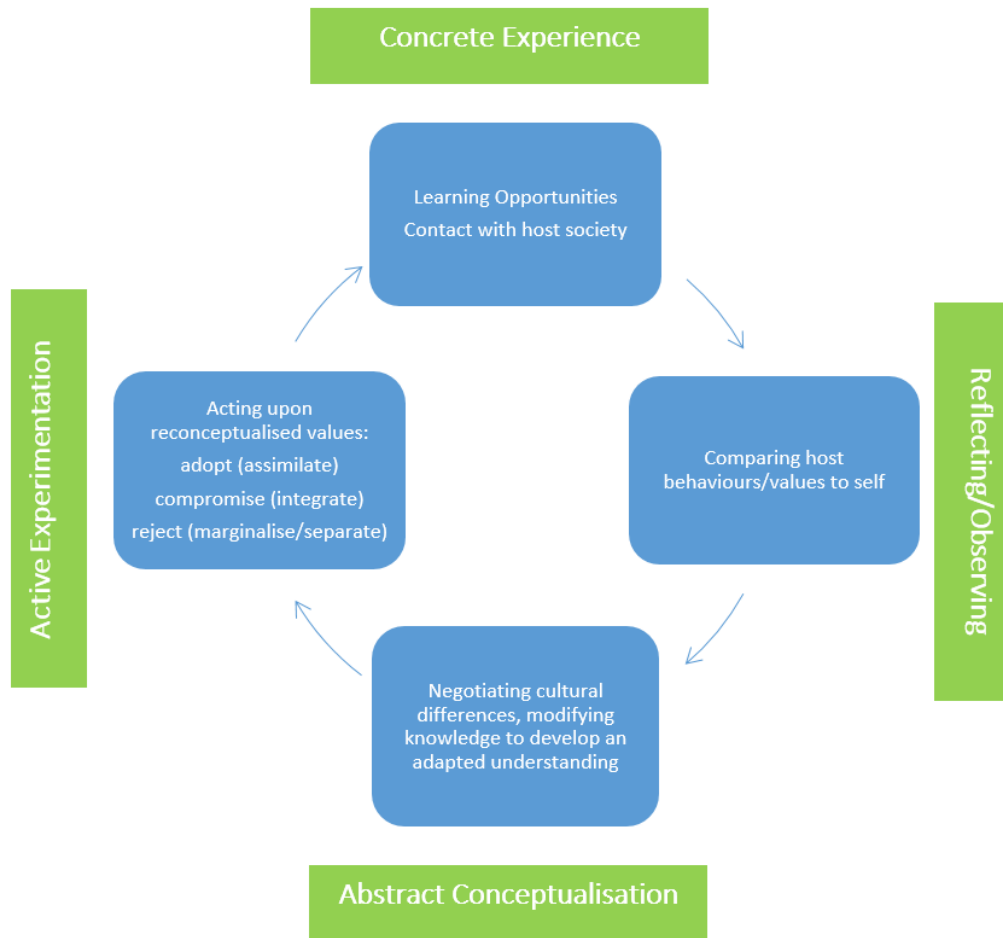 Concrete Experience
Learning Opportunities
Contact with host society
Reflecting/Observing
Comparing host
behaviours/values to self
Negotiating cultural
differences, modifying
knowledge to develop an
adapted understanding
Abstract Conceptualisation
Active Experimentation
Acting upon
reconceptualised values:
adopt (assimilate)
compromise (integrate)
reject (marginalise/separate)